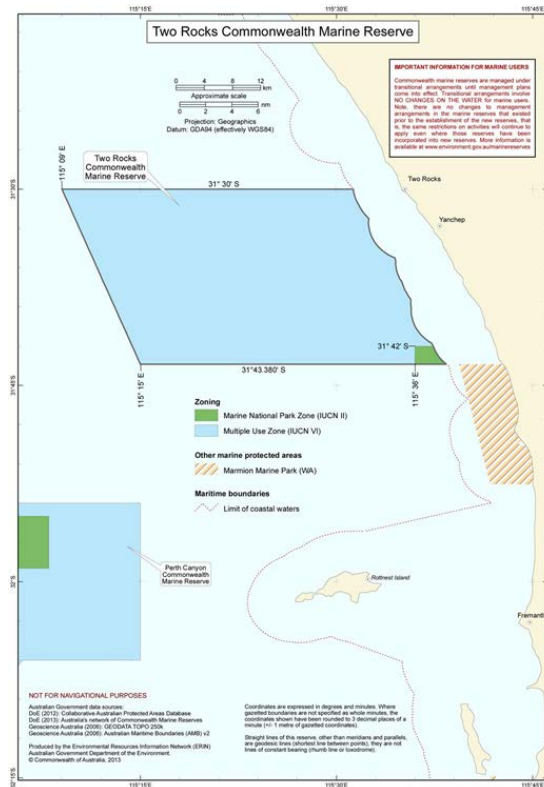 115° 15'
115° 30'
115° 45'
Two Rocks Commonwealth Marine Reserve
0 4 8 12
km
Approximate scale
0 2 4 6
nm
Projection: Geographics
Datum: GDA94 (effectively WGS84)
IMPORTANT INFORMATION FOR MARINE USERS
Commonwealth marine reserves are managed under
transitional arrangements until management plans
come into effect. Transitional arrangements involve
NO CHANGES ON THE WATER for marine users.
Note, there are no changes to management
arrangements in the marine reserves that existed
prior to the establishment of the new reserves, that
is, the same restrictions on activities will continue to
apply even where those reserves have been
incorporated into new reserves. More information is
available at www.environment.gov.au/marinereserves
115° 09' E
Two Rocks
Commonwealth
Marine Reserve
31° 30' S
31°30'
Two Rocks
Yanchep
31° 42' S
31°43.380' S
115° 15' E
115° 36' E
31°45'
Zoning
Marine National Park Zone (IUCN II)
Multiple Use Zone (IUCN VI)
Other marine protected areas
Marmion Marine Park (WA)
Maritime boundaries
Limit of coastal waters
Perth Canyon
Commonwealth
Marine Reserve
32°S
Rottnest Island
Fremantl
NOT FOR NAVIGATIONAL PURPOSES
Australian Government data sources:
DoE (2012): Collaborative Australian Protected Areas Database
DoE (2013): Australia's network of Commonwealth Marine Reserves
Geoscience Australia (2006): GEODATA TOPO 250k
Geoscience Australia (2006): Australian Maritime Boundaries (AMB) v2
Produced by the Environmental Resources Information Network (ERIN)
Australian Government Department of the Environment.
© Commonwealth of Australia, 2013
Coordinates are expressed in degrees and minutes. Where
gazetted boundaries are not specified as whole minutes, the
coordinates shown have been rounded to 3 decimal places of a
minute (+/- 1 metre of gazetted coordinates).
Straight lines of this reserve, other than meridians and parallels,
are geodesic lines (shortest line between points), they are not
lines of constant bearing (rhumb line or loxodrome).
32°15'
115°15'
115°30'
115°45'